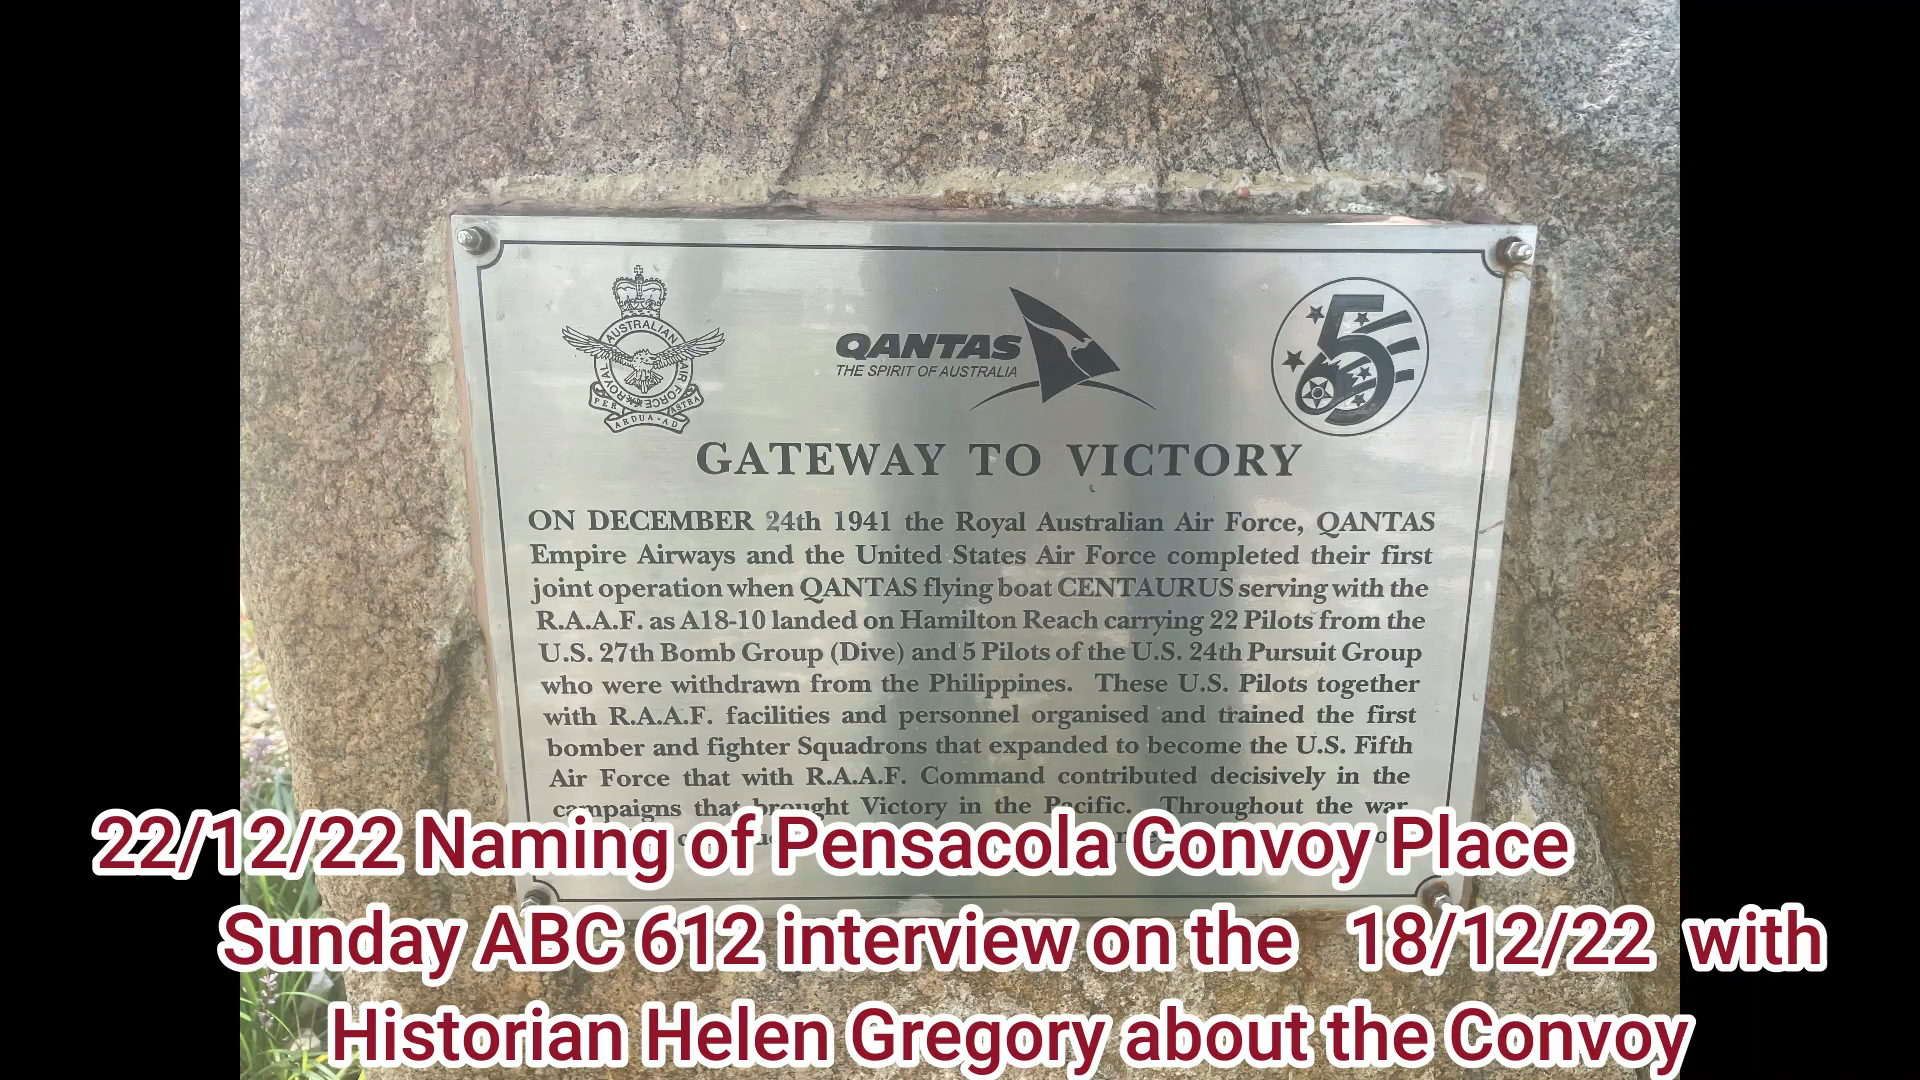 AUSTRALIAN
ROYAL AIR FORCE
PER ARDUA AD ASTRA
QANTAS
THE SPIRIT OF AUSTRALIA
5
GATEWAY TO VICTORY
ON DECEMBER 24th 1941 the Royal Australian Air Force, QANTAS
Empire Airways and the United States Air Force completed their first
joint operation when QANTAS flying boat CENTAURUS serving with the
R.A.A.F. as A18-10 landed on Hamilton Reach carrying 22 Pilots from the
U.S. 27th Bomb Group (Dive) and 5 Pilots of the U.S. 24th Pursuit Group
who were withdrawn from the Philippines. These U.S. Pilots together
with R.A.A.F. facilities and personnel organised and trained the first
bomber and fighter Squadrons that expanded to become the U.S. Fifth
Air Force that with R.A.A.F. Command contributed decisively in the
campaigns that brought Victory in the Pacific. Throughout the war
22/12/22 Naming of Pensacola Convoy Place
Sunday ABC 612 interview on the 18/12/22 with
Historian Helen Gregory about the Convoy